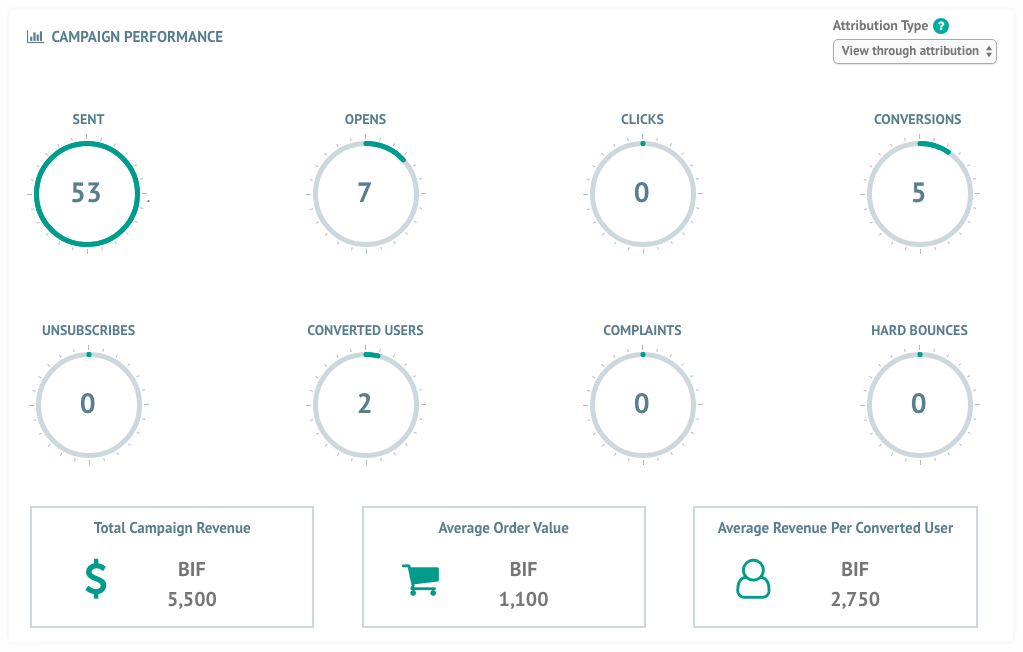 CAMPAIGN PERFORMANCE
Attribution Type ?
View through attribution
SENT
OPENS
CLICKS
CONVERSIONS
53
7
0
5
UNSUBSCRIBES
CONVERTED USERS
COMPLAINTS
HARD BOUNCES
0
2
0
0
Total Campaign Revenue
$
BIF
5,500
Average Order Value
BIF
1,100
Average Revenue Per Converted User
BIF
2,750